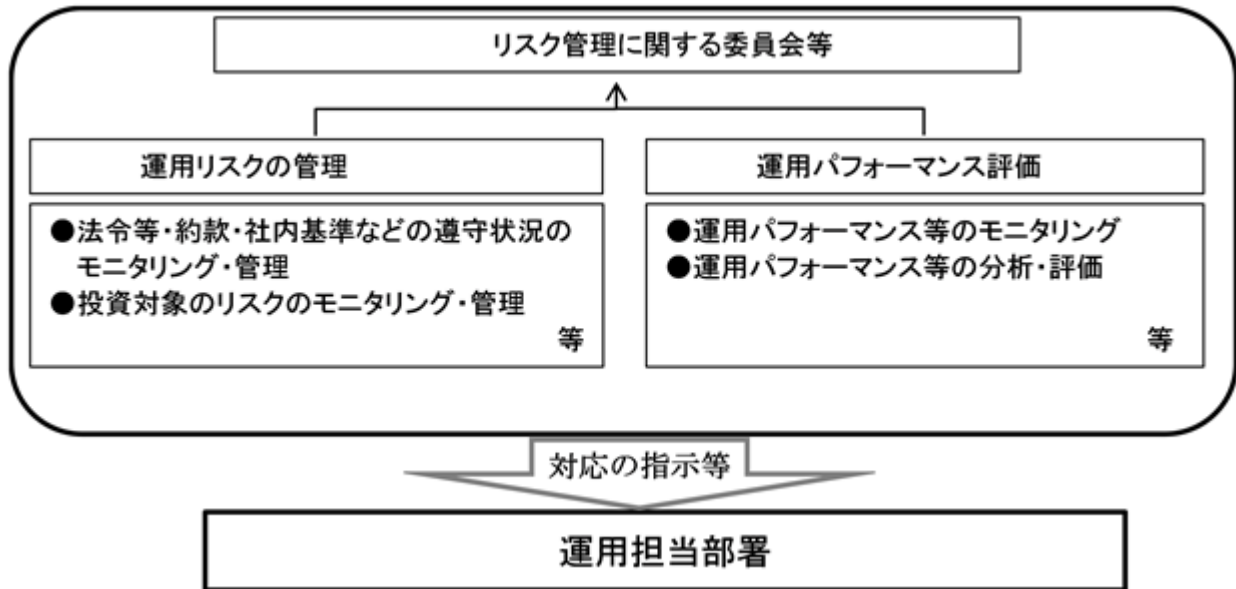 リスク管理に関する委員会等
運用リスクの管理
●法令等・約款・社内基準などの遵守状況の
モニタリング・管理
●投資対象のリスクのモニタリング・管理
等
運用パフォーマンス評価
●運用パフォーマンス等のモニタリング
●運用パフォーマンス等の分析・評価
等
対応の指示等
運用担当部署